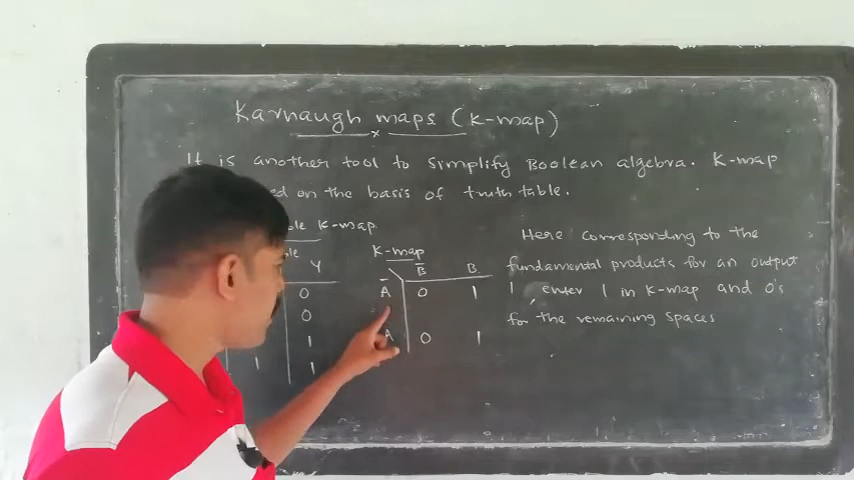 Karnaugh maps (K-map)
It is another tool to simplify Boolean algebra. K-map
on the basis of truth table.
K-map
Y
0
0
1
1 1
K-map
B̅ B
A̅ 0 1
A 0 1
Here corresponding to the
fundamental products for an output
1, enter 1 in K-map and 0's
for the remaining spaces